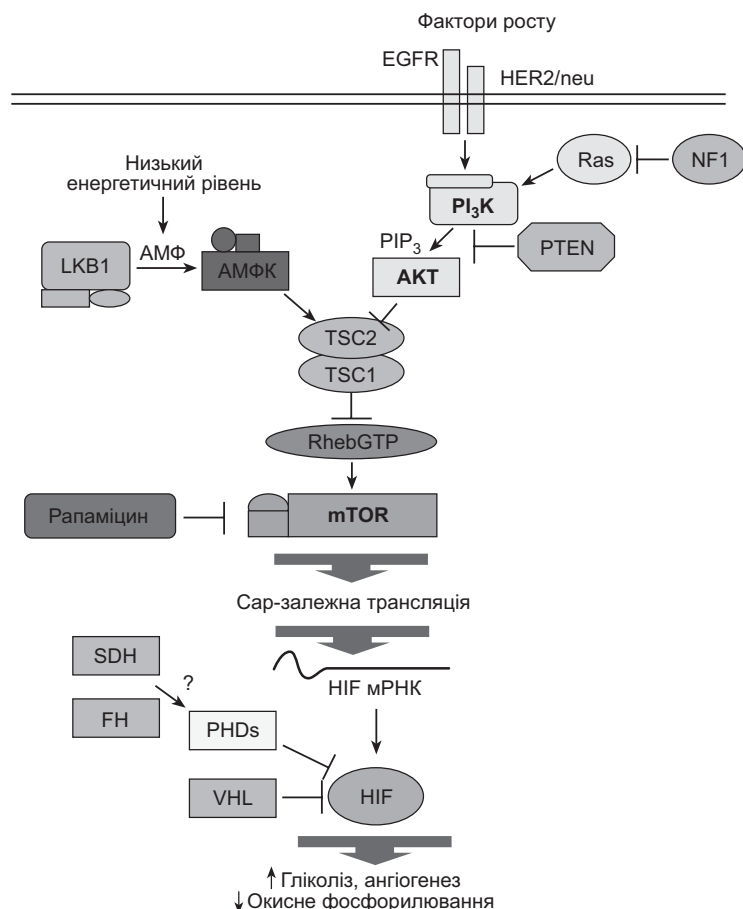 Фактори росту
EGFR
HER2/neu
Низький
енергетичний рівень
Ras
NF1
PI₃K
LKB1
АМФ
АМФК
PIP₃
PTEN
AKT
TSC2
TSC1
RhebGTP
Рапаміцин
mTOR
Cap-залежна трансляція
SDH
?
HIF мРНК
FH
PHDs
VHL
HIF
↑ Гліколіз, ангіогенез
↓ Окисне фосфорилювання